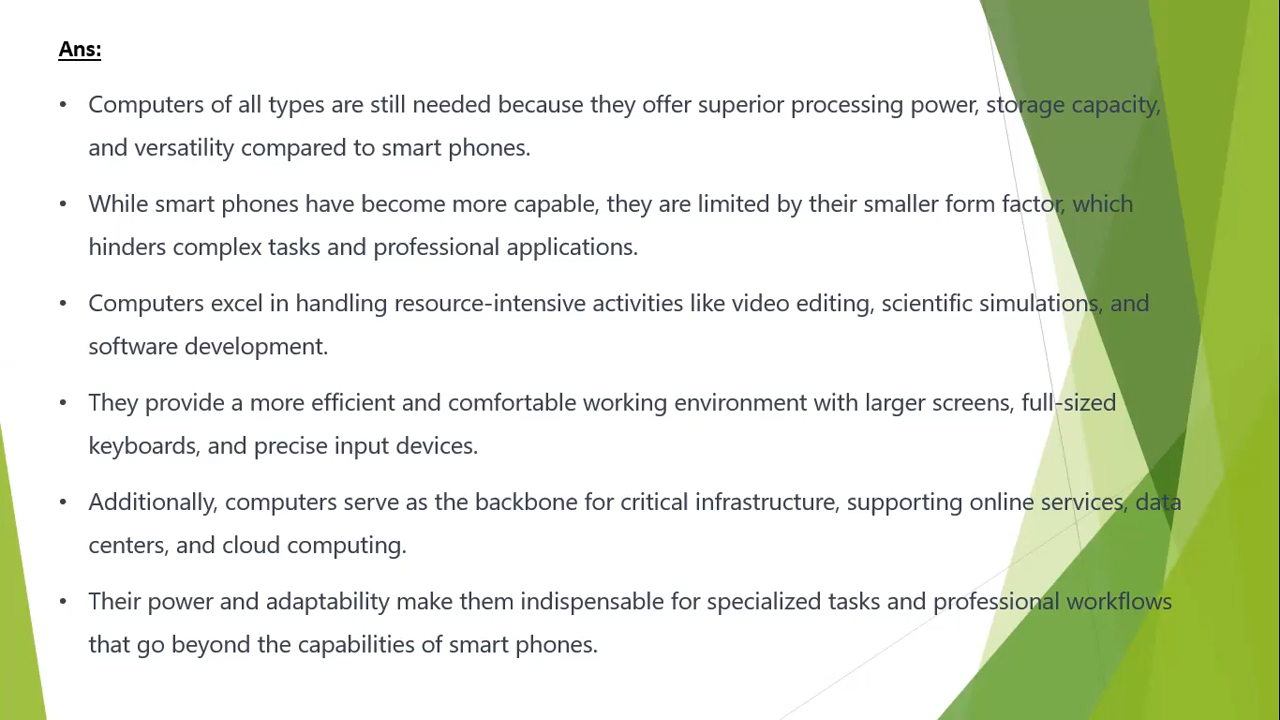 Ans:
• Computers of all types are still needed because they offer superior processing power, storage capacity,
and versatility compared to smart phones.
• While smart phones have become more capable, they are limited by their smaller form factor, which
hinders complex tasks and professional applications.
• Computers excel in handling resource-intensive activities like video editing, scientific simulations, and
software development.
• They provide a more efficient and comfortable working environment with larger screens, full-sized
keyboards, and precise input devices.
• Additionally, computers serve as the backbone for critical infrastructure, supporting online services, data
centers, and cloud computing.
• Their power and adaptability make them indispensable for specialized tasks and professional workflows
that go beyond the capabilities of smart phones.